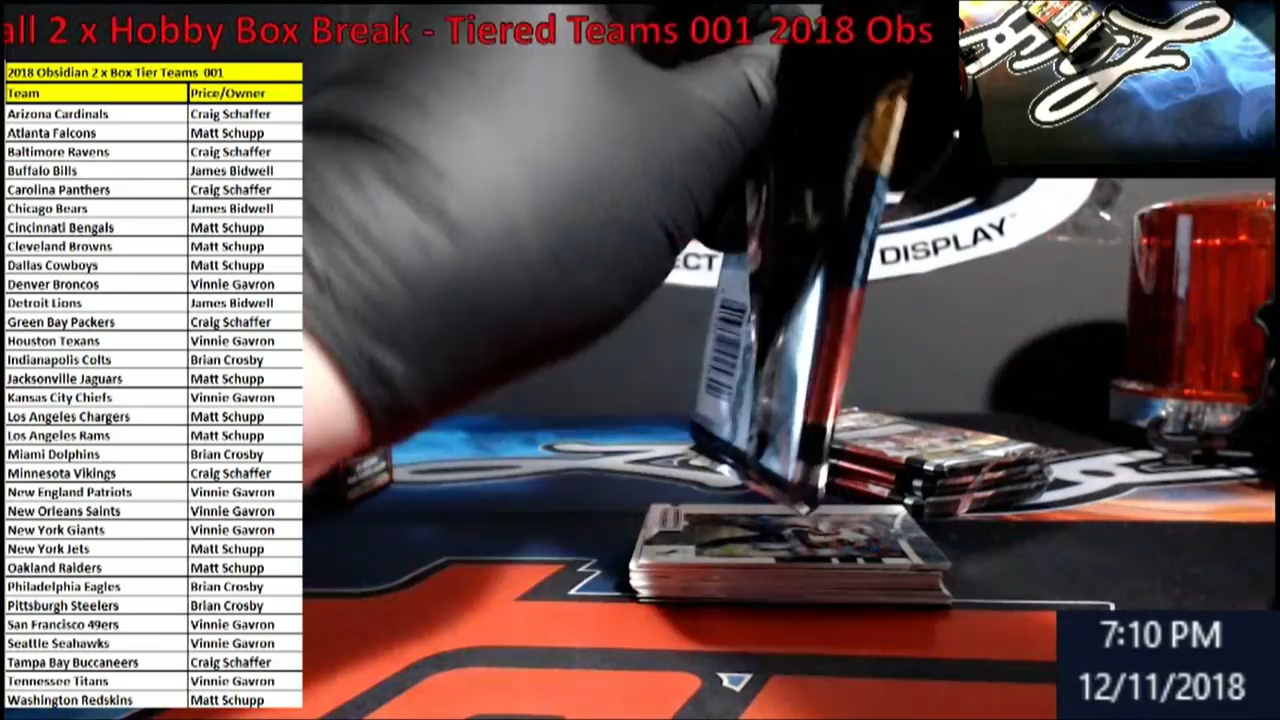 all 2 x Hobby Box Break - Tiered Teams 001 2018 Obs
2018 Obsidian 2 x Box Tier Teams 001
Team Price/Owner
Arizona Cardinals Craig Schaffer
Atlanta Falcons Matt Schupp
Baltimore Ravens Craig Schaffer
Buffalo Bills James Bidwell
Carolina Panthers Craig Schaffer
Chicago Bears James Bidwell
Cincinnati Bengals Matt Schupp
Cleveland Browns Matt Schupp
Dallas Cowboys Matt Schupp
Denver Broncos Vinnie Gavron
Detroit Lions James Bidwell
Green Bay Packers Craig Schaffer
Houston Texans Vinnie Gavron
Indianapolis Colts Brian Crosby
Jacksonville Jaguars Matt Schupp
Kansas City Chiefs Vinnie Gavron
Los Angeles Chargers Matt Schupp
Los Angeles Rams Matt Schupp
Miami Dolphins Brian Crosby
Minnesota Vikings Craig Schaffer
New England Patriots Vinnie Gavron
New Orleans Saints Vinnie Gavron
New York Giants Vinnie Gavron
New York Jets Matt Schupp
Oakland Raiders Matt Schupp
Philadelphia Eagles Brian Crosby
Pittsburgh Steelers Brian Crosby
San Francisco 49ers Vinnie Gavron
Seattle Seahawks Vinnie Gavron
Tampa Bay Buccaneers Craig Schaffer
Tennessee Titans Vinnie Gavron
Washington Redskins Matt Schupp
ECT DISPLAY
7:10 PM
12/11/2018